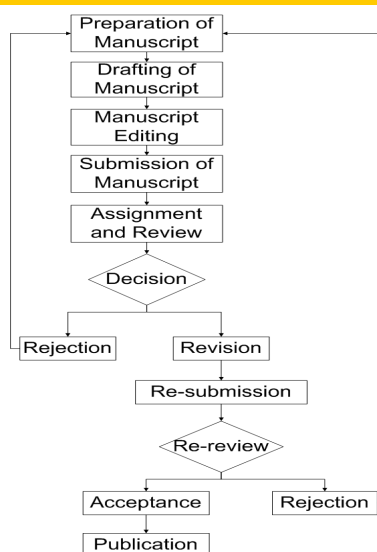 Preparation of
Manuscript
Drafting of
Manuscript
Manuscript
Editing
Submission of
Manuscript
Assignment
and Review
Decision
Rejection
Revision
Re-submission
Re-review
Acceptance
Rejection
Publication